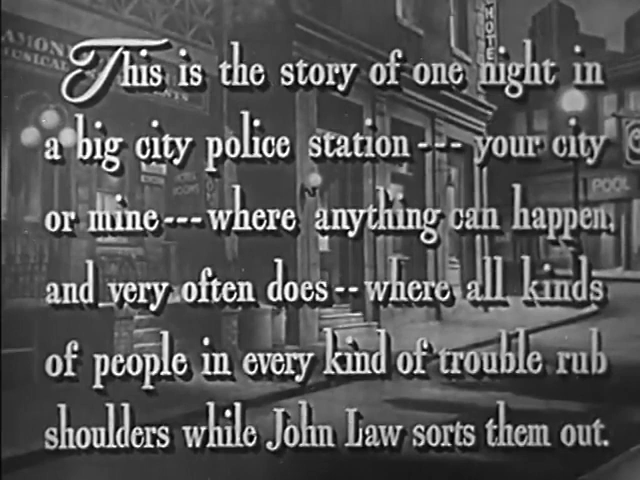 This is the story of one night in
a big city police station --- your city
or mine --- where anything can happen,
and very often does -- where all kinds
of people in every kind of trouble rub
shoulders while John Law sorts them out.
HOTE
POOL